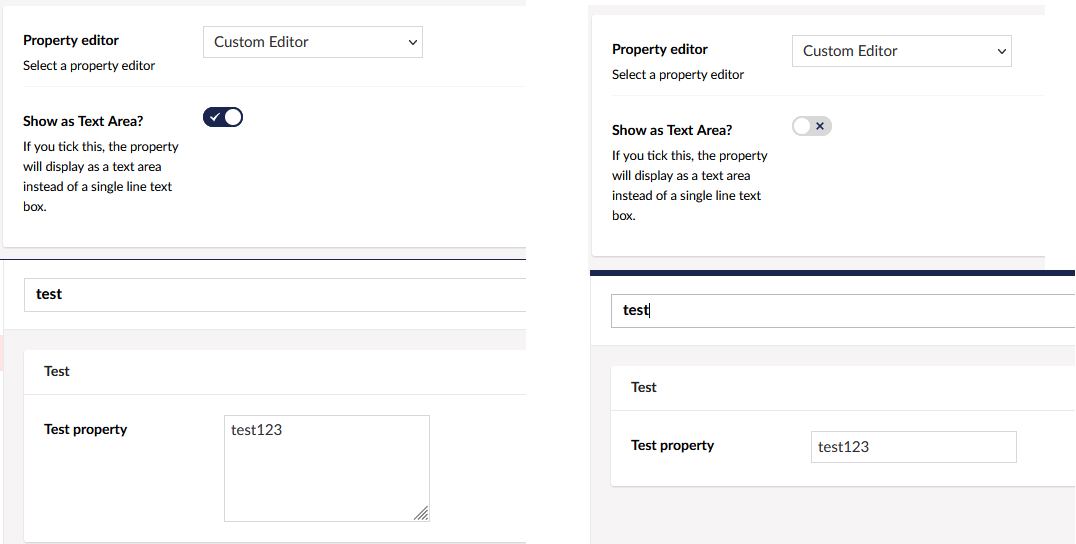 Property editor
Custom Editor
Select a property editor
Show as Text Area?
If you tick this, the property
will display as a text area
instead of a single line text
box.
test
Test
Test property
test123
Property editor
Custom Editor
Select a property editor
Show as Text Area?
If you tick this, the property
will display as a text area
instead of a single line text
box.
test
Test
Test property
test123